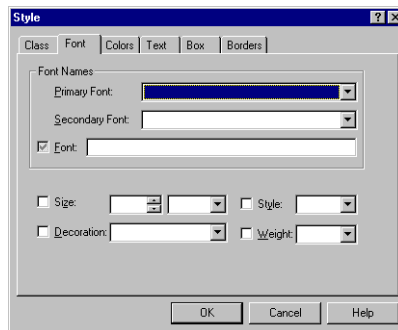 Style
Class Font Colors Text Box Borders
Font Names
Primary Font:
Secondary Font:
Font:
Size: Style:
Decoration: Weight:
OK Cancel Help